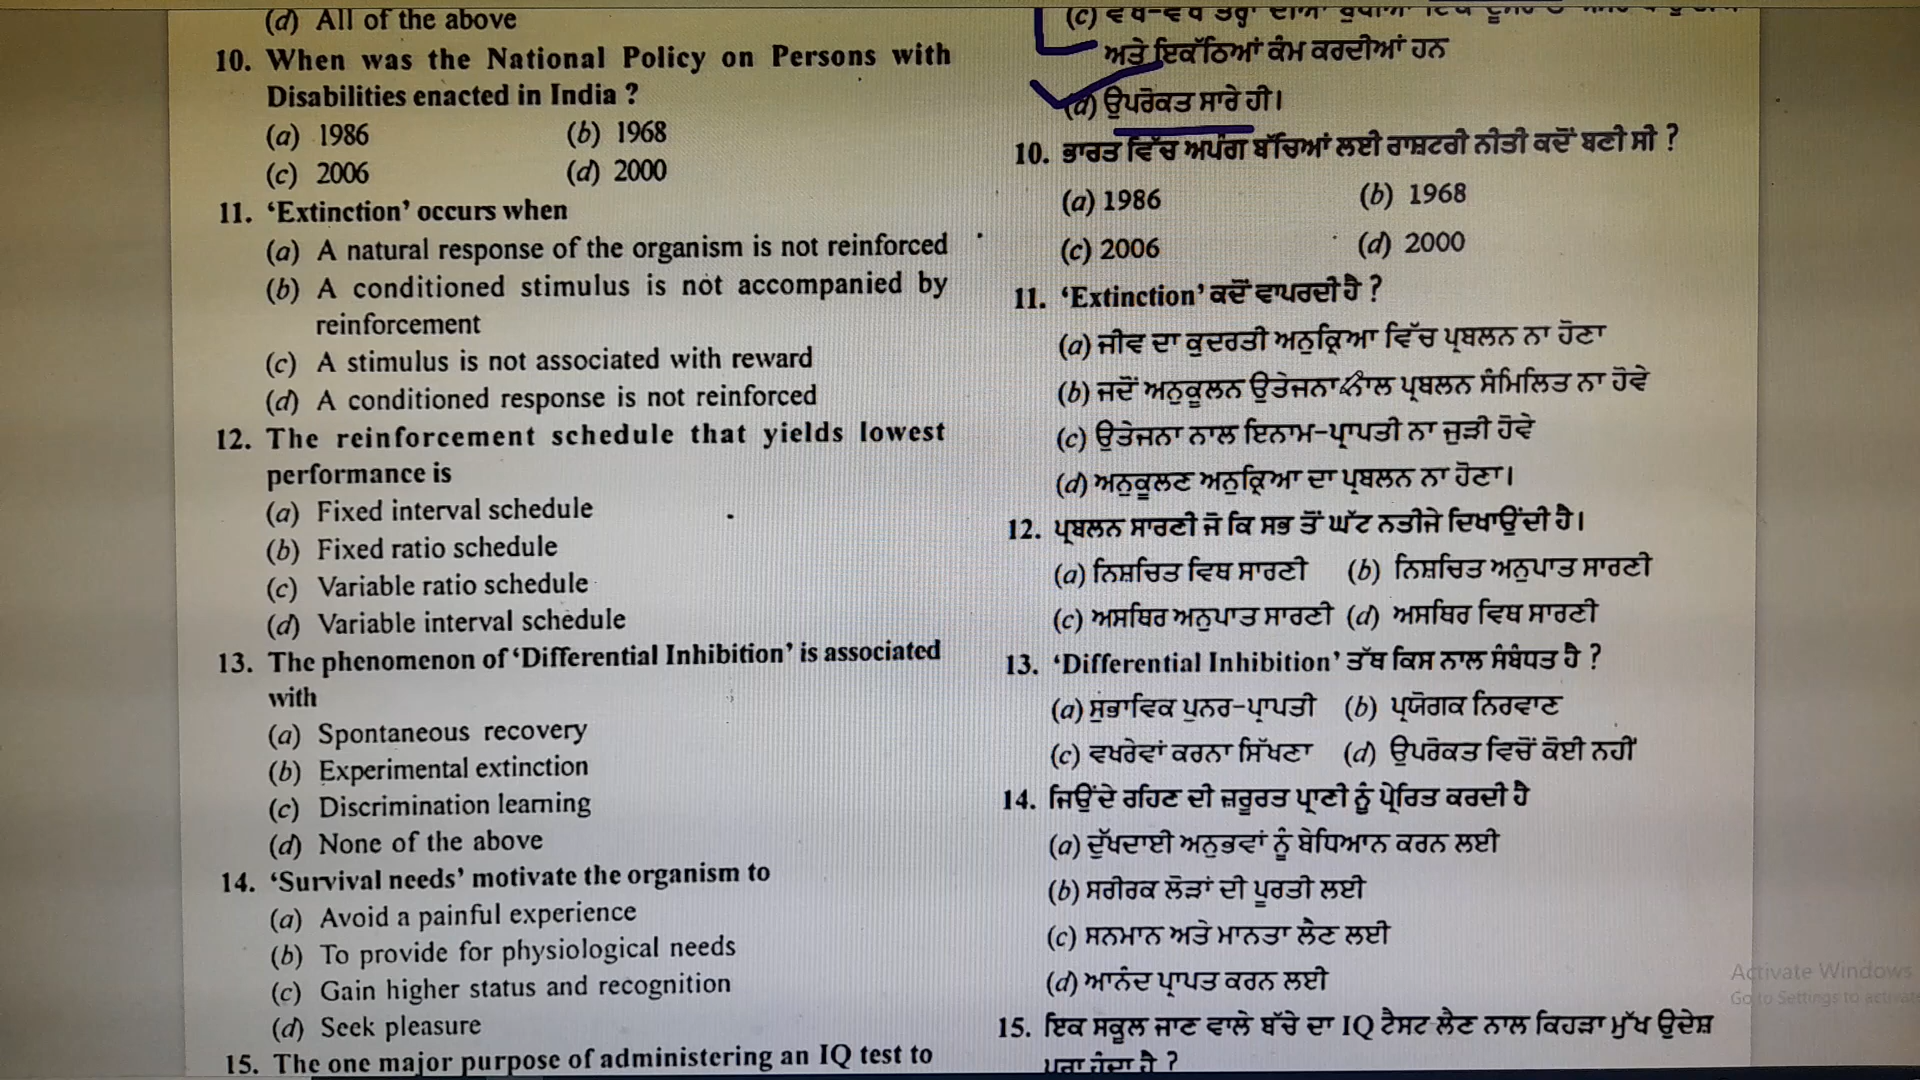 (d) All of the above
10. When was the National Policy on Persons with
Disabilities enacted in India ?
(a) 1986 (b) 1968
(c) 2006 (d) 2000
11. ‘Extinction’ occurs when
(a) A natural response of the organism is not reinforced
(b) A conditioned stimulus is not accompanied by
reinforcement
(c) A stimulus is not associated with reward
(d) A conditioned response is not reinforced
12. The reinforcement schedule that yields lowest
performance is
(a) Fixed interval schedule
(b) Fixed ratio schedule
(c) Variable ratio schedule
(d) Variable interval schedule
13. The phenomenon of ‘Differential Inhibition’ is associated
with
(a) Spontaneous recovery
(b) Experimental extinction
(c) Discrimination learning
(d) None of the above
14. ‘Survival needs’ motivate the organism to
(a) Avoid a painful experience
(b) To provide for physiological needs
(c) Gain higher status and recognition
(d) Seek pleasure
15. The one major purpose of administering an IQ test to
(c)
ਅਤੇ ਇਕੱਠਿਆਂ ਕੰਮ ਕਰਦੀਆਂ ਹਨ
(d) ਉਪਰੋਕਤ ਸਾਰੇ ਹੀ।
10. ਭਾਰਤ ਵਿੱਚ ਅਪੰਗ ਬੱਚਿਆਂ ਲਈ ਰਾਸ਼ਟਰੀ ਨੀਤੀ ਕਦੋਂ ਬਣੀ ਸੀ ?
(a) 1986 (b) 1968
(c) 2006 (d) 2000
11. ‘Extinction’ ਕਦੋਂ ਵਾਪਰਦੀ ਹੈ ?
(a) ਜੀਵ ਦਾ ਕੁਦਰਤੀ ਅਨੁਕ੍ਰਿਆ ਵਿੱਚ ਪ੍ਰਬਲਨ ਨਾ ਹੋਣਾ
(b) ਜਦੋਂ ਅਨੁਕੂਲਨ ਉਤੇਜਨਾ ਨਾਲ ਪ੍ਰਬਲਨ ਸੰਮਿਲਿਤ ਨਾ ਹੋਵੇ
(c) ਉਤੇਜਨਾ ਨਾਲ ਇਨਾਮ-ਪ੍ਰਾਪਤੀ ਨਾ ਜੁੜੀ ਹੋਵੇ
(d) ਅਨੁਕੂਲਣ ਅਨੁਕ੍ਰਿਆ ਦਾ ਪ੍ਰਬਲਨ ਨਾ ਹੋਣਾ।
12. ਪ੍ਰਬਲਨ ਸਾਰਣੀ ਜੋ ਕਿ ਸਭ ਤੋਂ ਘੱਟ ਨਤੀਜੇ ਦਿਖਾਉਂਦੀ ਹੈ।
(a) ਨਿਸ਼ਚਿਤ ਵਿਥ ਸਾਰਣੀ (b) ਨਿਸ਼ਚਿਤ ਅਨੁਪਾਤ ਸਾਰਣੀ
(c) ਅਸਥਿਰ ਅਨੁਪਾਤ ਸਾਰਣੀ (d) ਅਸਥਿਰ ਵਿਥ ਸਾਰਣੀ
13. ‘Differential Inhibition’ ਤੱਥ ਕਿਸ ਨਾਲ ਸੰਬੰਧਤ ਹੈ ?
(a) ਸੁਭਾਵਿਕ ਪੁਨਰ-ਪ੍ਰਾਪਤੀ (b) ਪ੍ਰਯੋਗਕ ਨਿਰਵਾਣ
(c) ਵਖਰੇਵਾਂ ਕਰਨਾ ਸਿੱਖਣਾ (d) ਉਪਰੋਕਤ ਵਿਚੋਂ ਕੋਈ ਨਹੀਂ
14. ਜਿਉਂਦੇ ਰਹਿਣ ਦੀ ਜ਼ਰੂਰਤ ਪ੍ਰਾਣੀ ਨੂੰ ਪ੍ਰੇਰਿਤ ਕਰਦੀ ਹੈ
(a) ਦੁੱਖਦਾਈ ਅਨੁਭਵਾਂ ਨੂੰ ਬੇਧਿਆਨ ਕਰਨ ਲਈ
(b) ਸਰੀਰਕ ਲੋੜਾਂ ਦੀ ਪੂਰਤੀ ਲਈ
(c) ਸਨਮਾਨ ਅਤੇ ਮਾਨਤਾ ਲੈਣ ਲਈ
(d) ਆਨੰਦ ਪ੍ਰਾਪਤ ਕਰਨ ਲਈ
15. ਇਕ ਸਕੂਲ ਜਾਣ ਵਾਲੇ ਬੱਚੇ ਦਾ IQ ਟੈਸਟ ਲੈਣ ਨਾਲ ਕਿਹੜਾ ਮੁੱਖ ਉਦੇਸ਼
ਪੂਰਾ ਹੁੰਦਾ ਹੈ ?
Activate Windows
Go to Settings to activate